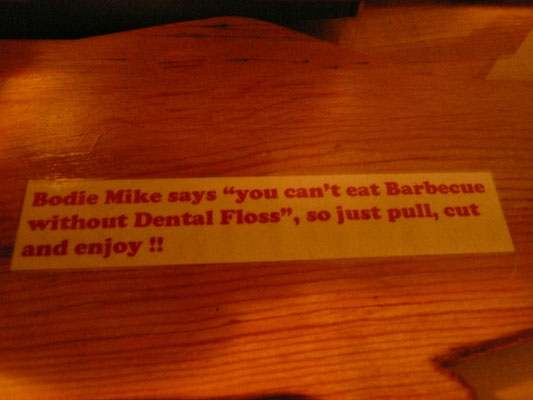 Bodie Mike says “you can’t eat Barbecue
without Dental Floss”, so just pull, cut
and enjoy !!